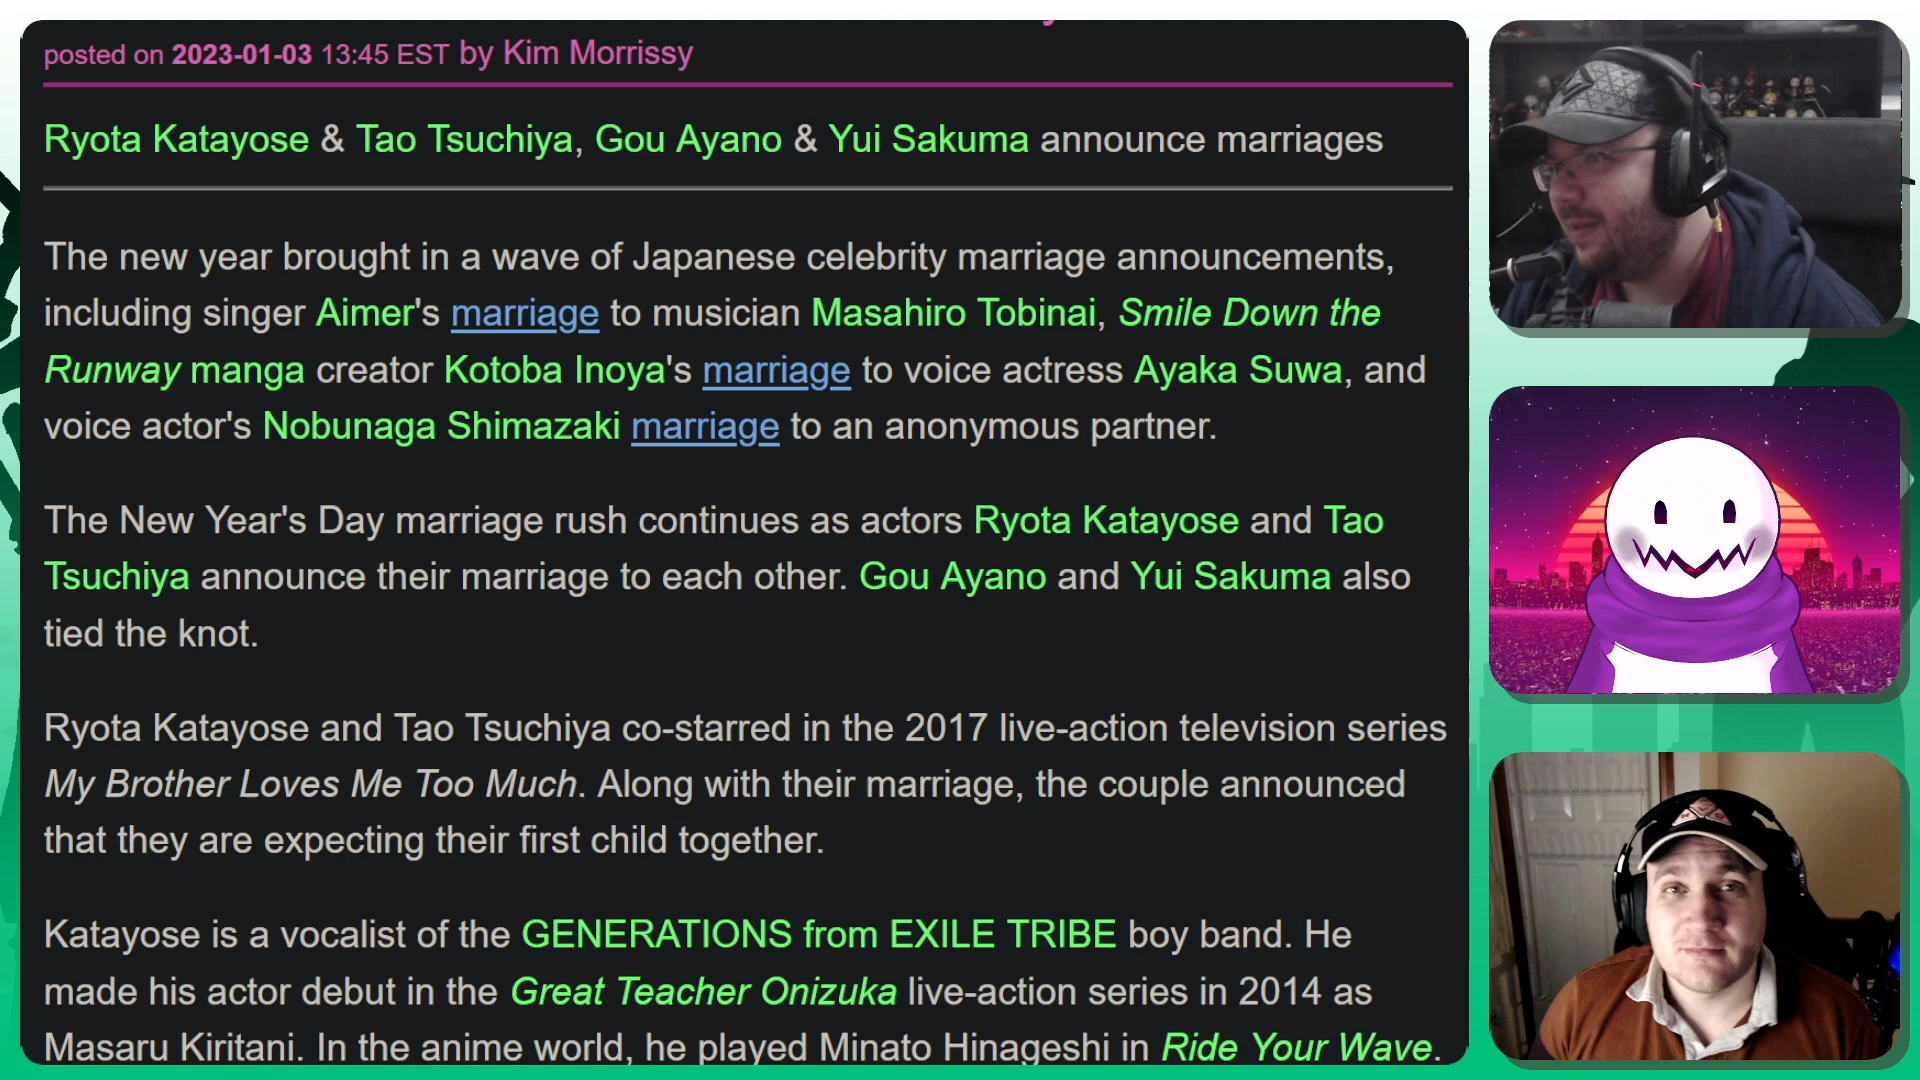 posted on 2023-01-03 13:45 EST by Kim Morrissy
Ryota Katayose & Tao Tsuchiya, Gou Ayano & Yui Sakuma announce marriages
The new year brought in a wave of Japanese celebrity marriage announcements,
including singer Aimer's marriage to musician Masahiro Tobinai, Smile Down the
Runway manga creator Kotoba Inoya's marriage to voice actress Ayaka Suwa, and
voice actor's Nobunaga Shimazaki marriage to an anonymous partner.
The New Year's Day marriage rush continues as actors Ryota Katayose and Tao
Tsuchiya announce their marriage to each other. Gou Ayano and Yui Sakuma also
tied the knot.
Ryota Katayose and Tao Tsuchiya co-starred in the 2017 live-action television series
My Brother Loves Me Too Much. Along with their marriage, the couple announced
that they are expecting their first child together.
Katayose is a vocalist of the GENERATIONS from EXILE TRIBE boy band. He
made his actor debut in the Great Teacher Onizuka live-action series in 2014 as
Masaru Kiritani. In the anime world, he played Minato Hinageshi in Ride Your Wave.